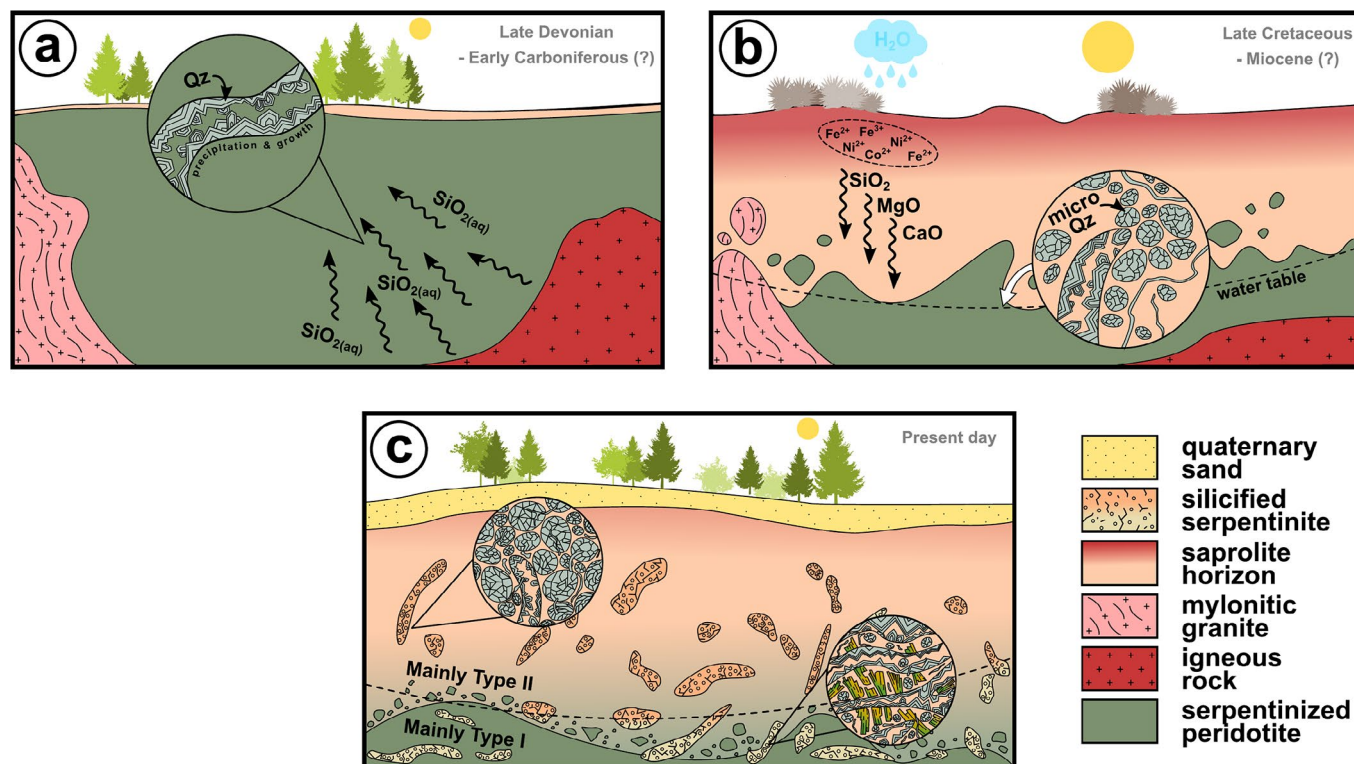 a
Late Devonian
- Early Carboniferous (?)
Qz
precipitation & growth
SiO2(aq)
SiO2(aq)
SiO2(aq)
b
H2O
Late Cretaceous
- Miocene (?)
Fe2+ Fe3+
Ni2+ Ni2+
Co2+ Fe2+
SiO2
MgO
CaO
micro
Qz
water table
c
Present day
Mainly Type II
Mainly Type I
quaternary
sand
silicified
serpentinite
saprolite
horizon
mylonitic
granite
igneous
rock
serpentinized
peridotite